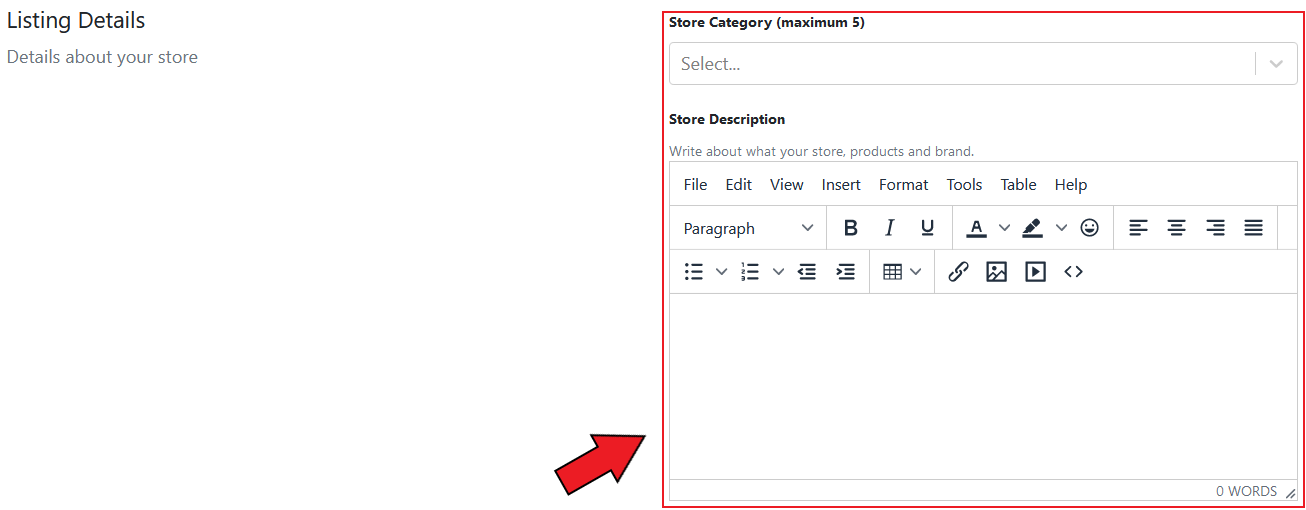 Listing Details
Details about your store
Store Category (maximum 5)
Select...
Store Description
Write about what your store, products and brand.
File Edit View Insert Format Tools Table Help
Paragraph B I U A
0 WORDS